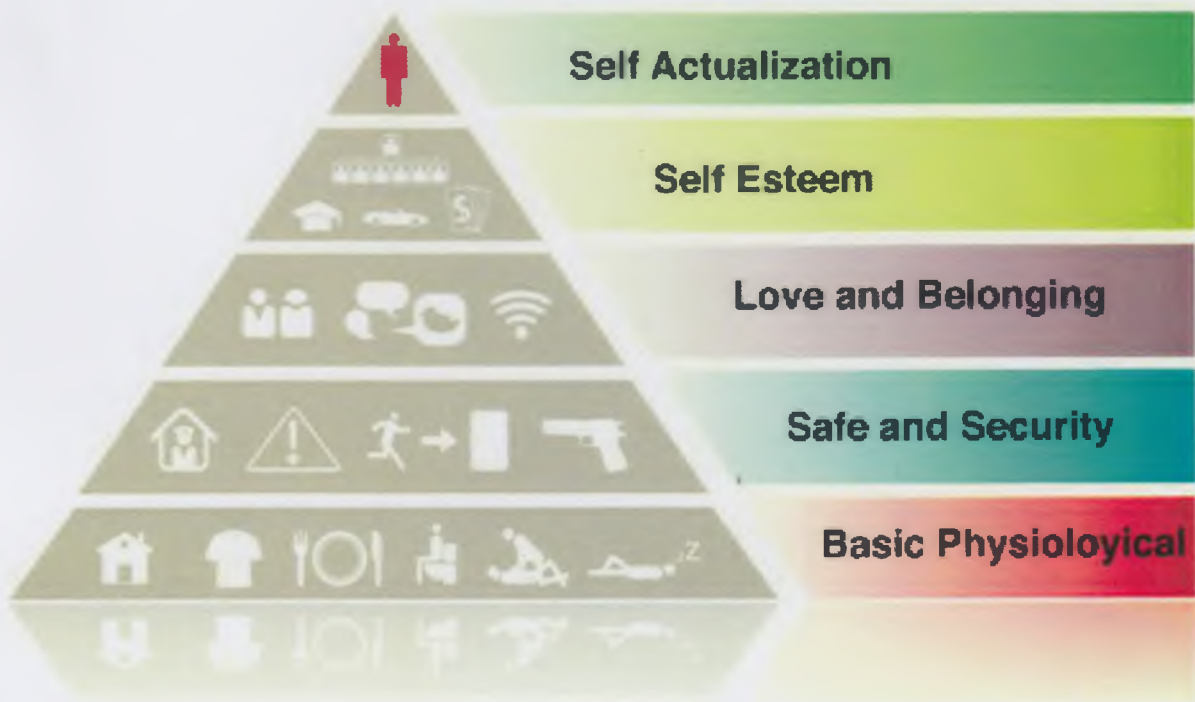 Self Actualization
Self Esteem
S
Love and Belonging
Safe and Security
!
Basic Physioloyical
Z